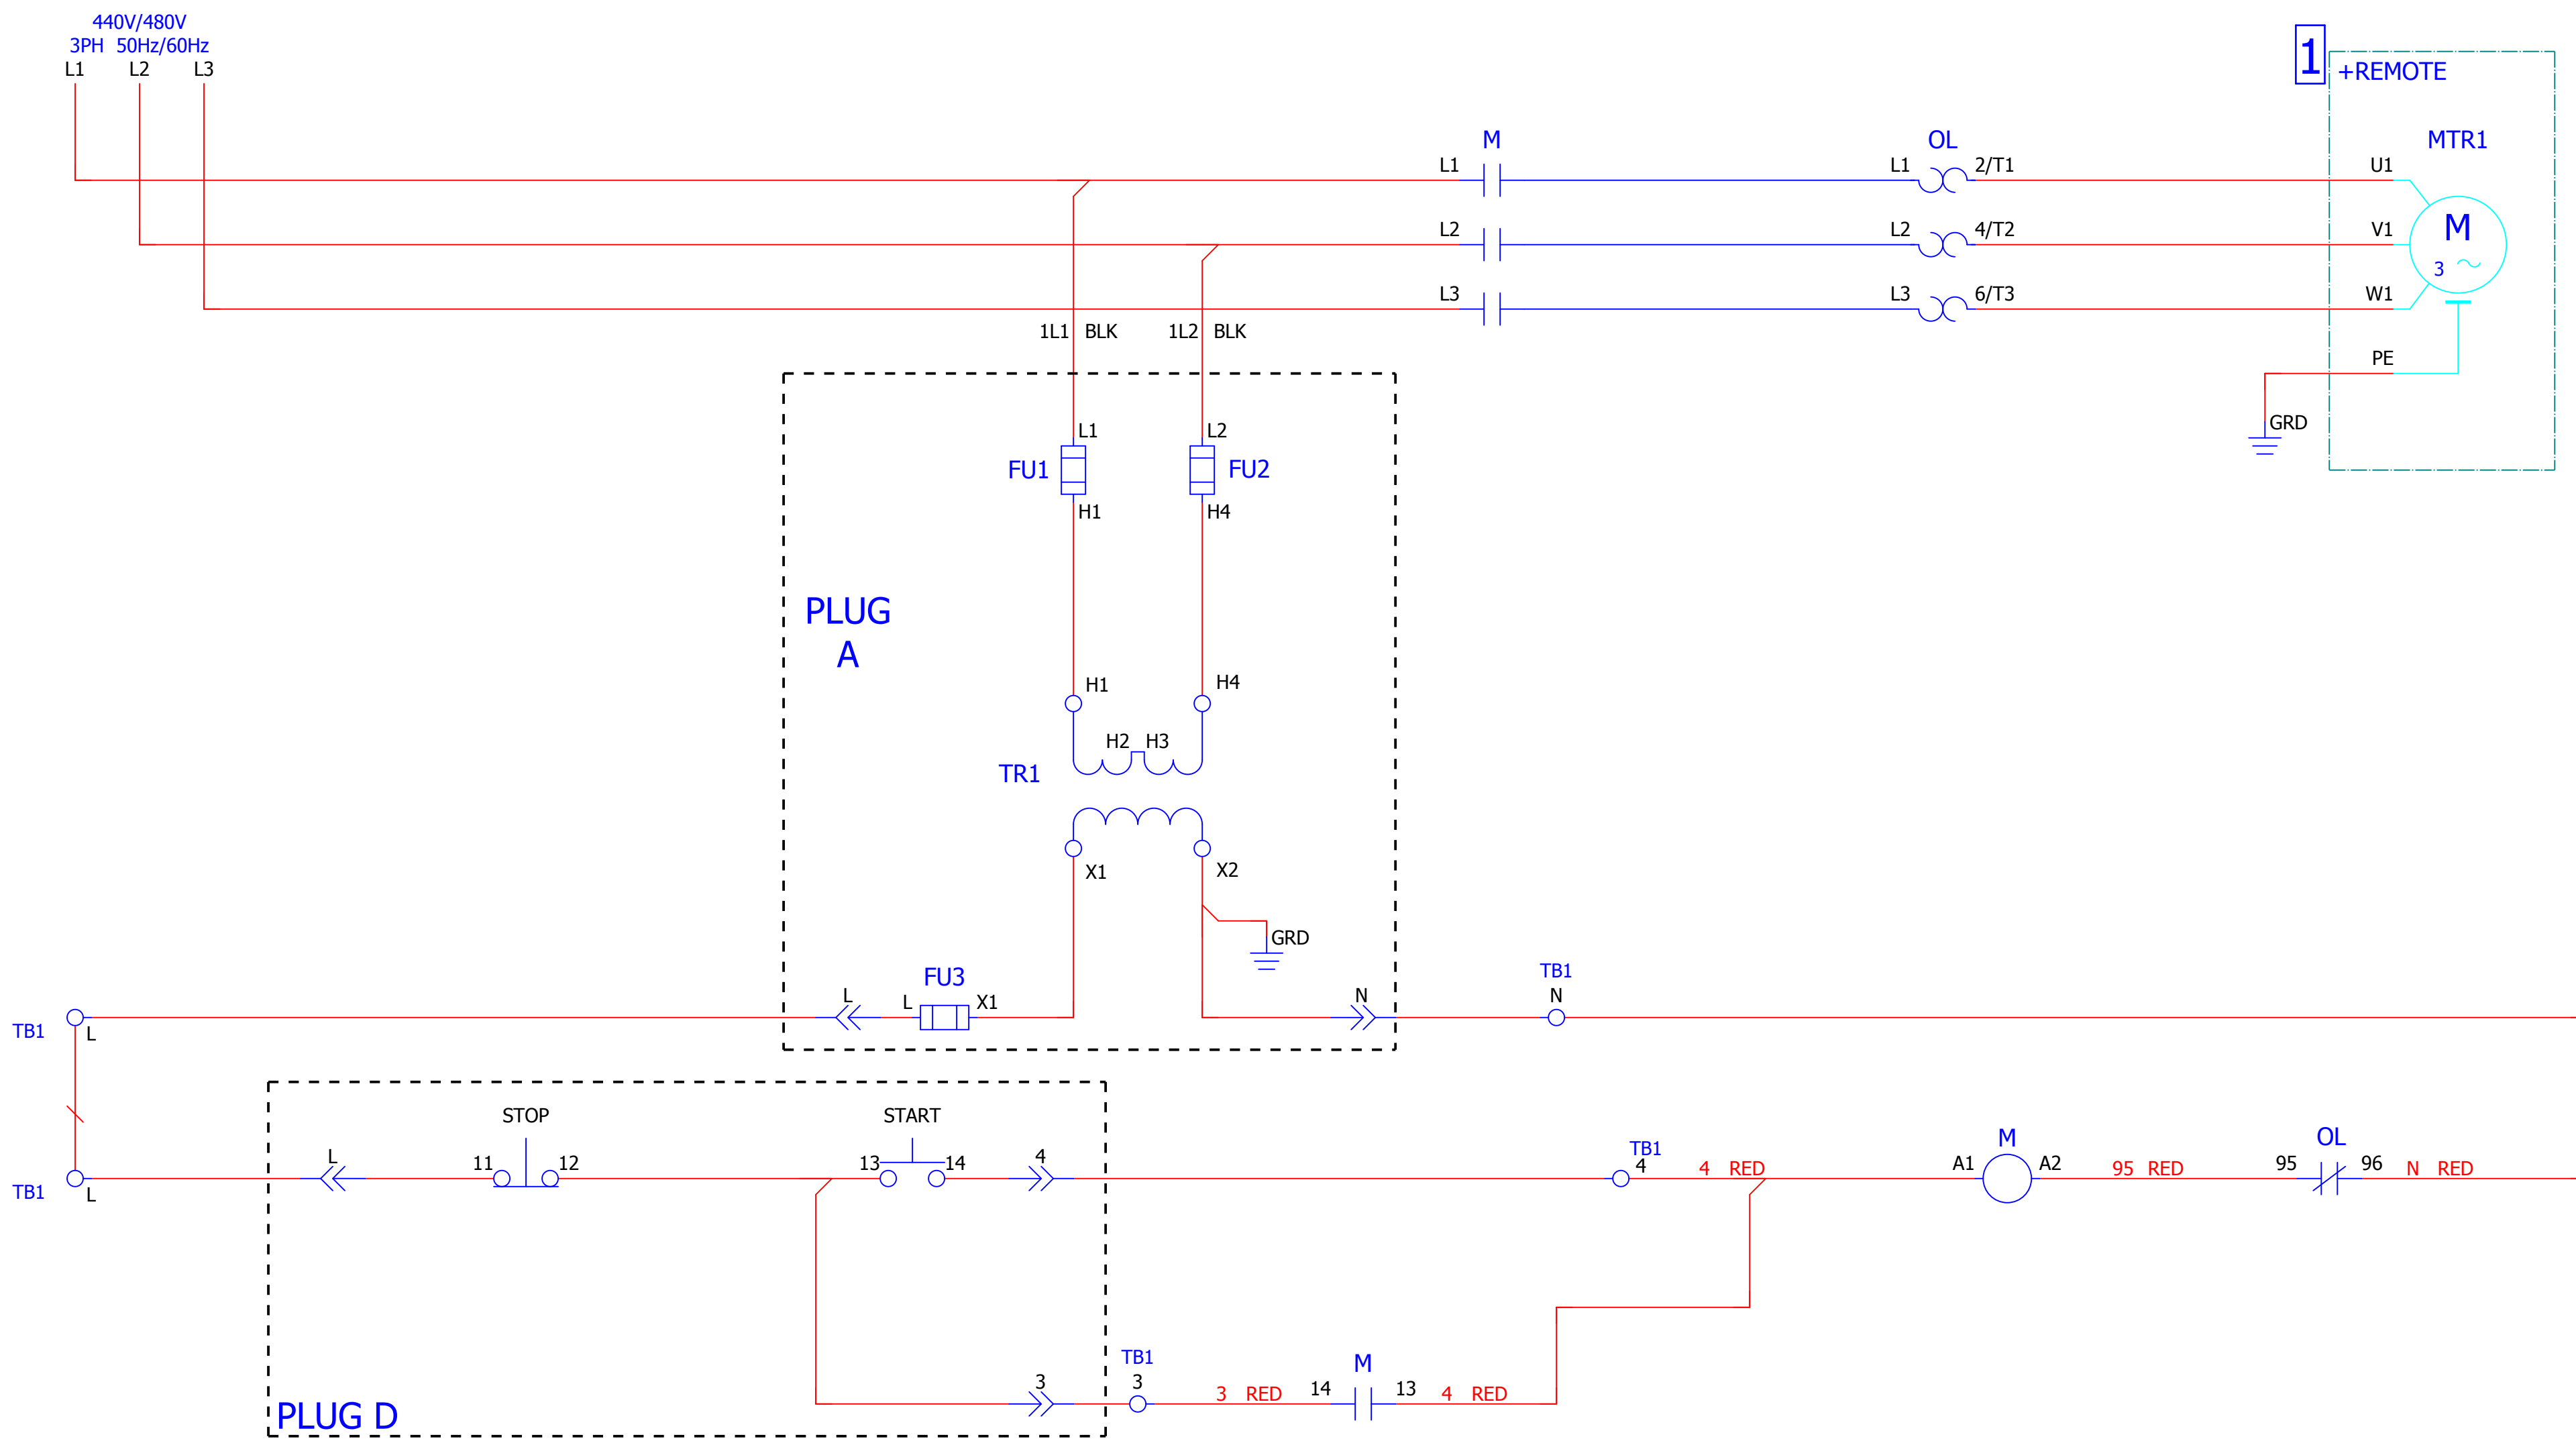 440V/480V
3PH 50Hz/60Hz
L1 L2 L3
1
+REMOTE
M OL MTR1
L1 L1 2/T1 U1
L2 L2 4/T2 V1
M
3
L3 L3 6/T3 W1
1L1 BLK 1L2 BLK
PE
GRD
L1 L2
FU1 FU2
H1 H4
PLUG
A
H1 H4
H2 H3
TR1
X1 X2
GRD
FU3
L L X1 N
TB1
N
TB1 L
STOP START
L 11 12 13 14 4
TB1
4
4 RED
M
A1 A2
95 RED
OL
95 96
N RED
TB1 L
TB1
3 3
3 RED
M
14 13
4 RED
PLUG D